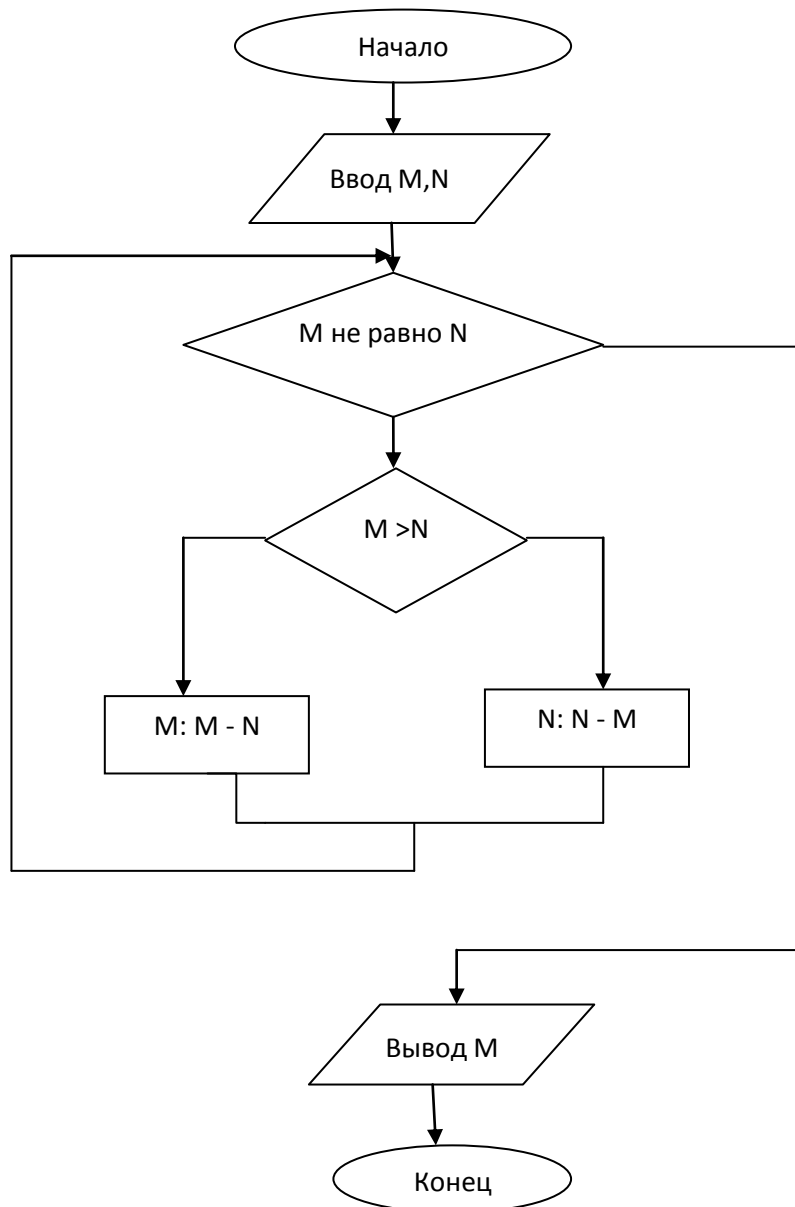 Начало
Ввод M,N
M не равно N
M >N
M: M - N
N: N - M
Вывод M
Конец